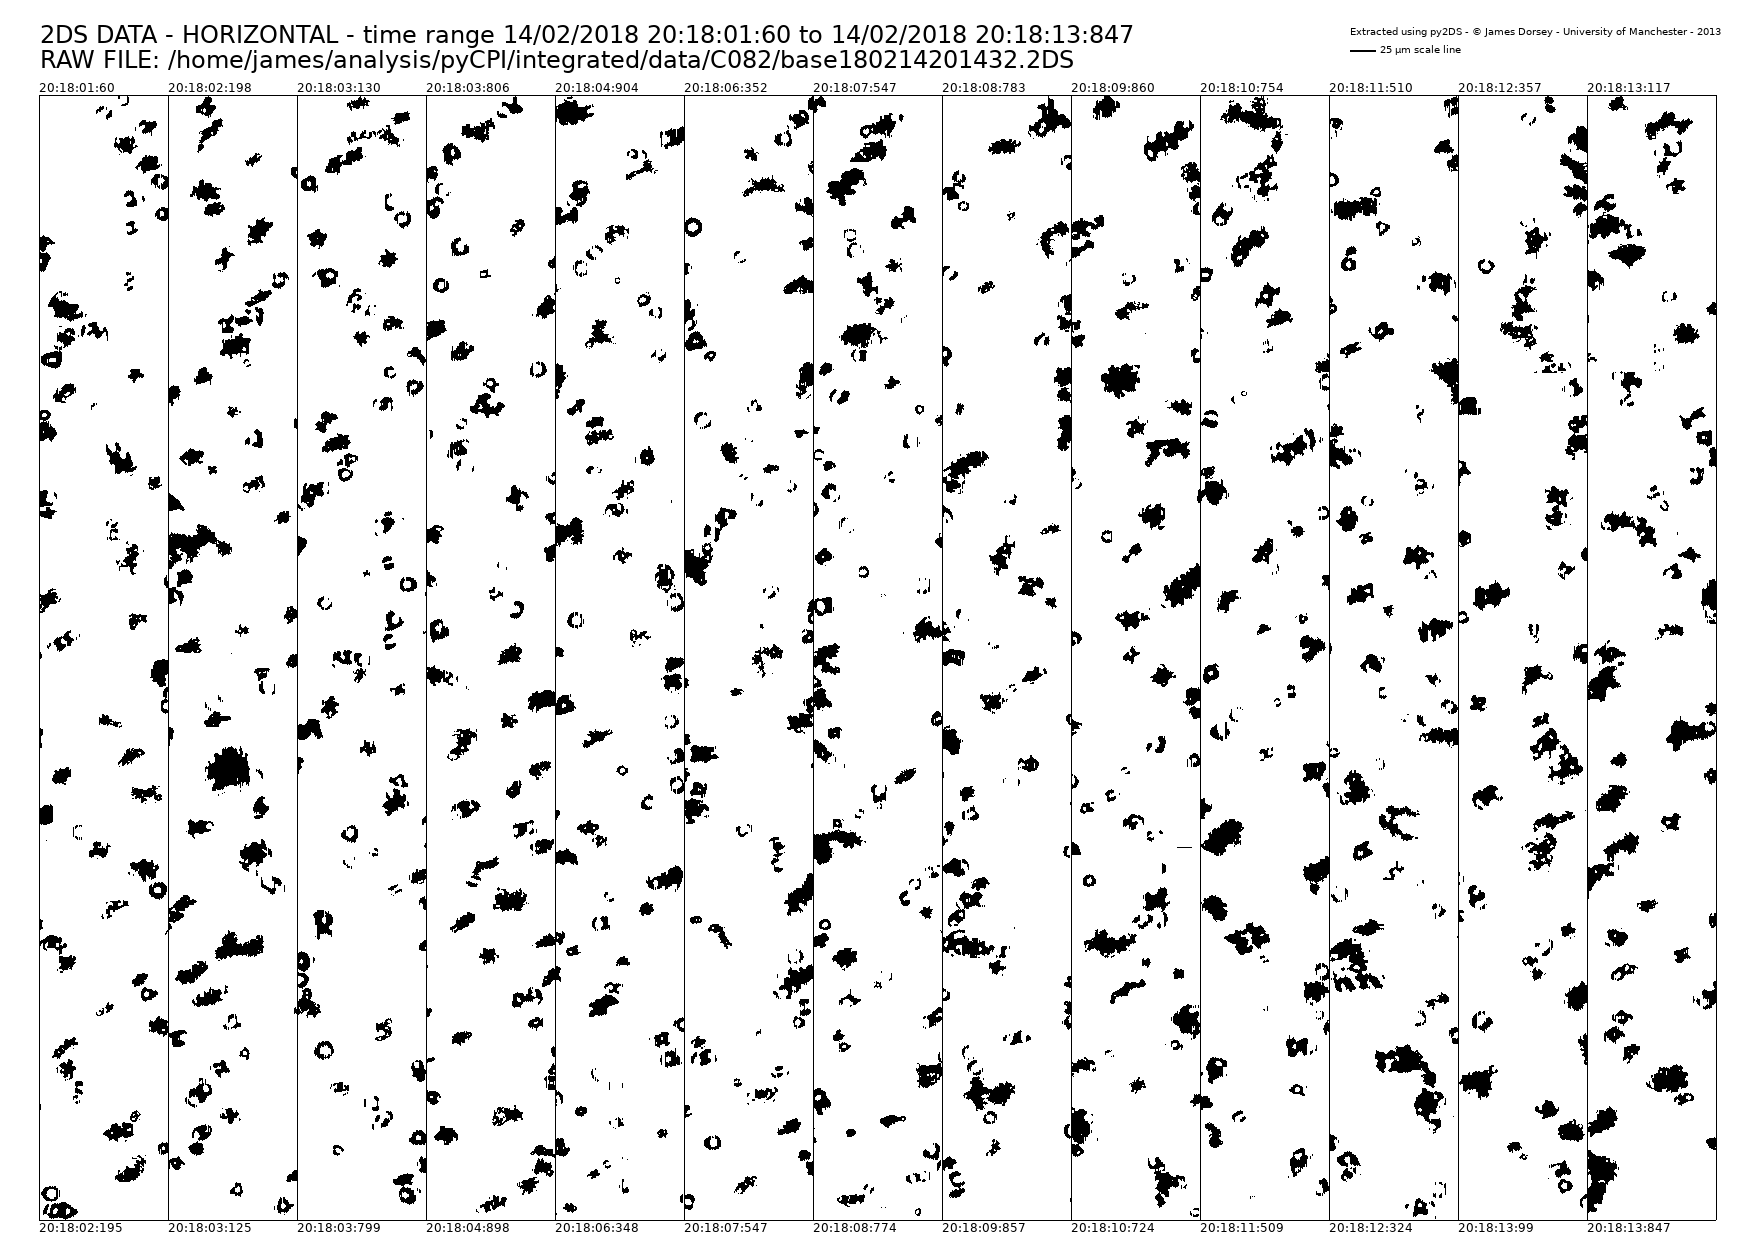 2DS DATA - HORIZONTAL - time range 14/02/2018 20:18:01:60 to 14/02/2018 20:18:13:847
RAW FILE: /home/james/analysis/pyCPI/integrated/data/C082/base180214201432.2DS
Extracted using py2DS - © James Dorsey - University of Manchester - 2013
25 µm scale line
20:18:01:60 20:18:02:198 20:18:03:130 20:18:03:806 20:18:04:904 20:18:06:352 20:18:07:547 20:18:08:783 20:18:09:860 20:18:10:754 20:18:11:510 20:18:12:357 20:18:13:117
20:18:02:195 20:18:03:125 20:18:03:799 20:18:04:898 20:18:06:348 20:18:07:547 20:18:08:774 20:18:09:857 20:18:10:724 20:18:11:509 20:18:12:324 20:18:13:99 20:18:13:847